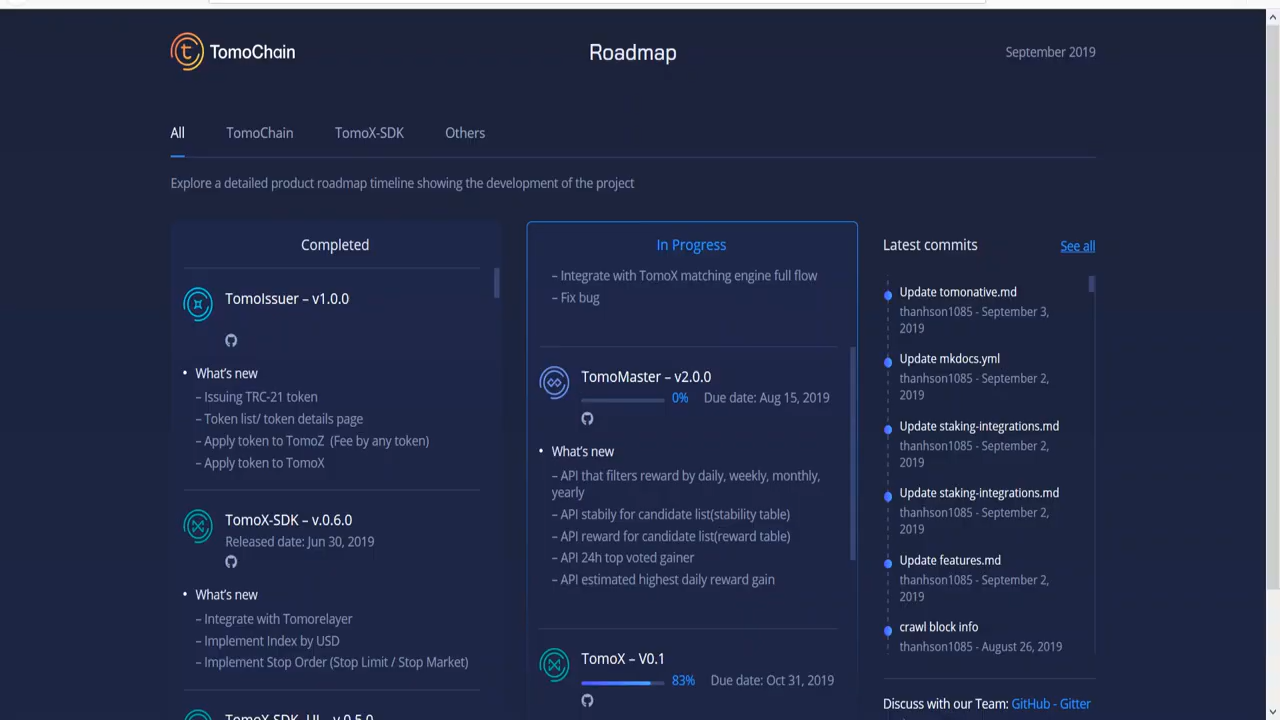 TomoChain
Roadmap
September 2019
All
TomoChain
TomoX-SDK
Others
Explore a detailed product roadmap timeline showing the development of the project
Completed
TomoIssuer – v1.0.0
• What's new
– Issuing TRC-21 token
– Token list/ token details page
– Apply token to TomoZ (Fee by any token)
– Apply token to TomoX
TomoX-SDK – v.0.6.0
Released date: Jun 30, 2019
• What's new
– Integrate with Tomorelayer
– Implement Index by USD
– Implement Stop Order (Stop Limit / Stop Market)
TomoX-SDK-UI – v.0.5.0
In Progress
– Integrate with TomoX matching engine full flow
– Fix bug
TomoMaster – v2.0.0
0% Due date: Aug 15, 2019
• What's new
– API that filters reward by daily, weekly, monthly,
yearly
– API stabily for candidate list(stability table)
– API reward for candidate list(reward table)
– API 24h top voted gainer
– API estimated highest daily reward gain
TomoX – V0.1
83% Due date: Oct 31, 2019
Latest commits
See all
Update tomonative.md
thanhson1085 - September 3,
2019
Update mkdocs.yml
thanhson1085 - September 2,
2019
Update staking-integrations.md
thanhson1085 - September 2,
2019
Update staking-integrations.md
thanhson1085 - September 2,
2019
Update features.md
thanhson1085 - September 2,
2019
crawl block info
thanhson1085 - August 26, 2019
Discuss with our Team: GitHub - Gitter